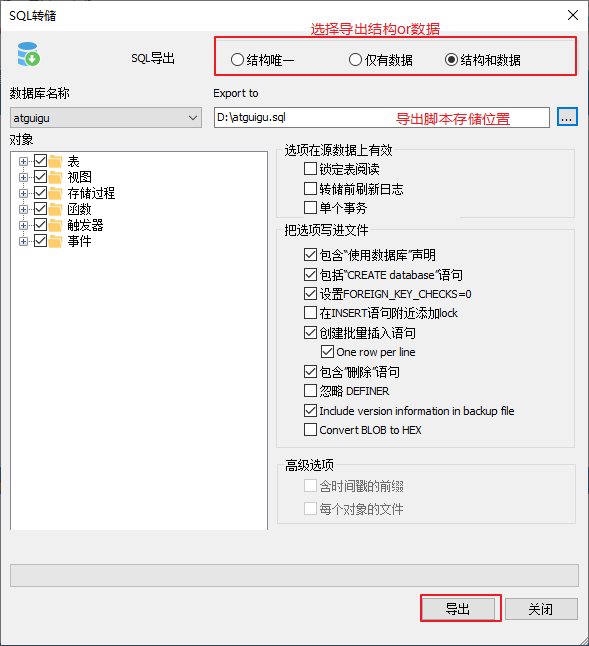 SQL转储
选择导出结构or数据
SQL导出
结构唯一 仅有数据 结构和数据
数据库名称 Export to
atguigu D:\atguigu.sql 导出脚本存储位置 ...
对象
表
视图
存储过程
函数
触发器
事件
选项在源数据上有效
锁定表阅读
转储前刷新日志
单个事务
把选项写进文件
包含“使用数据库”声明
包括“CREATE database”语句
设置FOREIGN_KEY_CHECKS=0
在INSERT语句附近添加lock
创建批量插入语句
One row per line
包含“删除”语句
忽略 DEFINER
Include version information in backup file
Convert BLOB to HEX
高级选项
含时间戳的前缀
每个对象的文件
导出 关闭